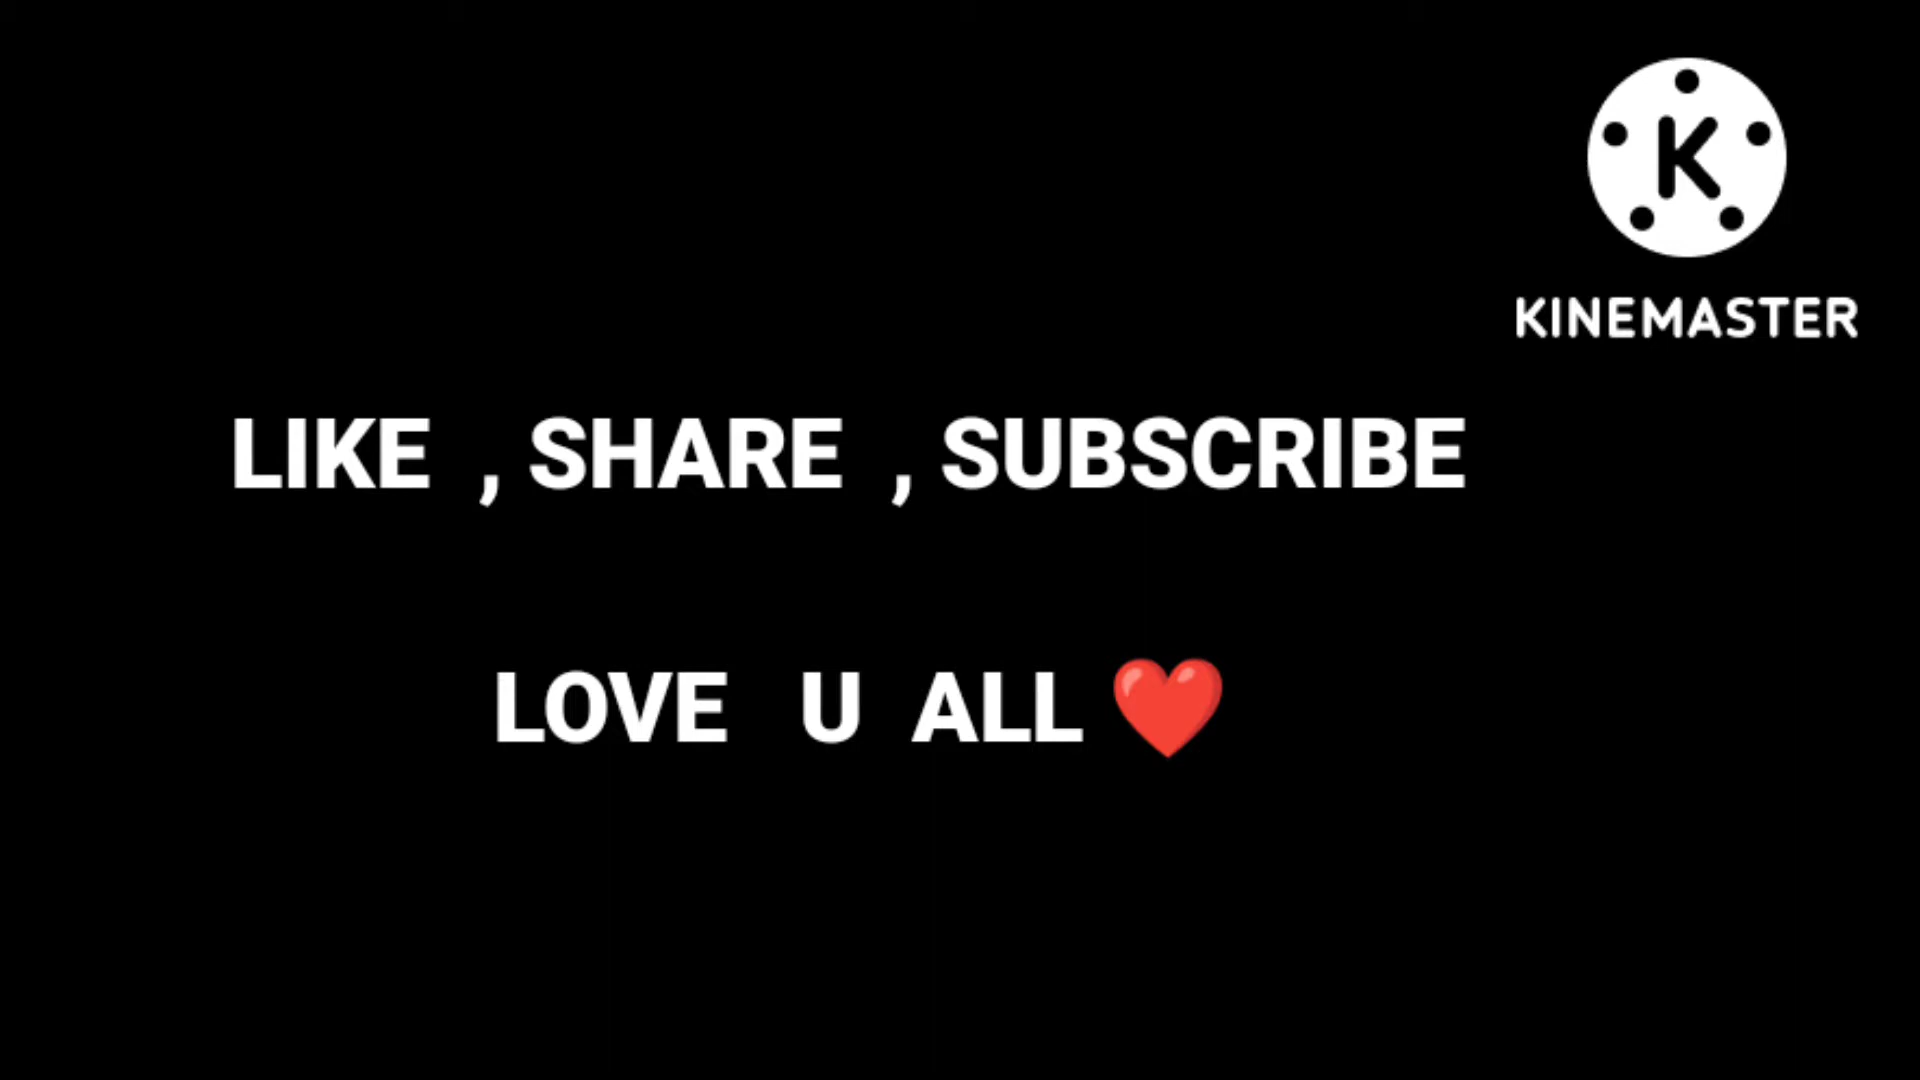 K
KINEMASTER
LIKE , SHARE , SUBSCRIBE
LOVE U ALL ❤️